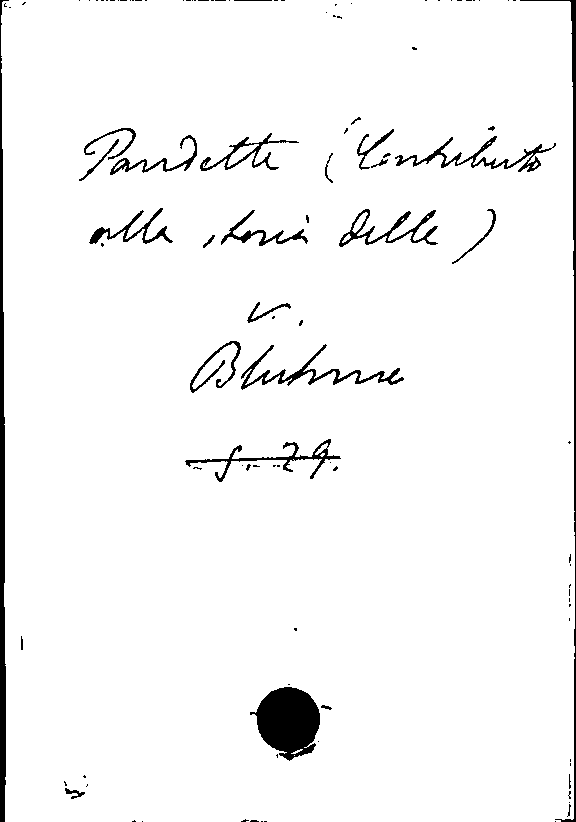 Pandette (Contributo
alla storia delle)
v.
Bluhme
f. 29.